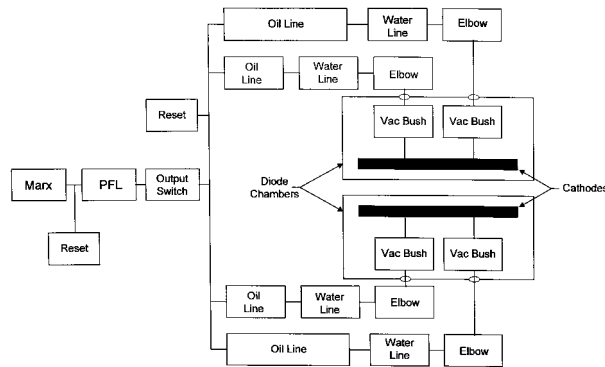 Oil Line
Water
Line
Elbow
Oil
Line
Water
Line
Elbow
Reset
Vac Bush
Vac Bush
Marx
PFL
Output
Switch
Diode
Chambers
Cathodes
Reset
Vac Bush
Vac Bush
Oil
Line
Water
Line
Elbow
Oil Line
Water
Line
Elbow